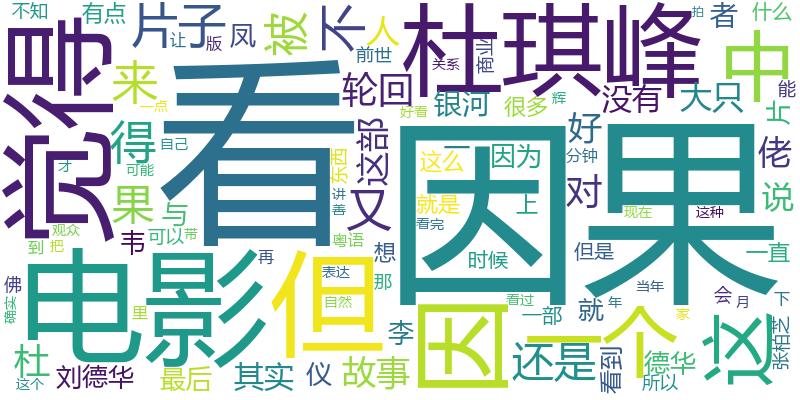 不知
有点
片子
凤
被
不
人
让
版
前世
杜琪峰
关系
商业
拍
者
什么
中
能
片
觉得
来
一点
得
自己
可能
才
看
轮回
这部
东西
又
讲
善
好看
银河
很多
辉
没有
大只
好
分钟
佬
说
一
因为
这么
就是
上
对
因果
现在
这种
果
与
韦
可以
带
观众
到
把
佛
确实
里
电影
但
再
表达
自然
粤语
想
那
看完
时候
但是
一直
看过
一部
就
年
当年
会
月
下
张柏芝
这
家
一个
因
李
杜
这个
刘德华
最后
其实
仪
故事
还是
看到
德华
所以